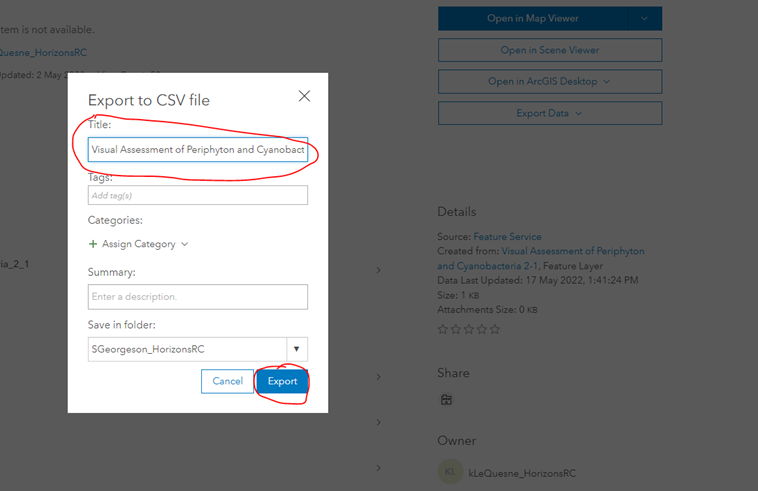 tem is not available.
Quesne_HorizonsRC
pdated: 2 May
Export to CSV file
Title:
Visual Assessment of Periphyton and Cyanobact
Tags:
Add tag(s)
Categories:
+ Assign Category
Summary:
Enter a description.
Save in folder:
SGeorgeson_HorizonsRC
Cancel
Export
ia_2_1
Open in Map Viewer
Open in Scene Viewer
Open in ArcGIS Desktop
Export Data
Details
Source: Feature Service
Created from: Visual Assessment of Periphyton
and Cyanobacteria 2-1, Feature Layer
Data Last Updated: 17 May 2022, 1:41:24 PM
Size: 1 KB
Attachments Size: 0 KB
Share
Owner
KS
kLeQuesne_HorizonsRC